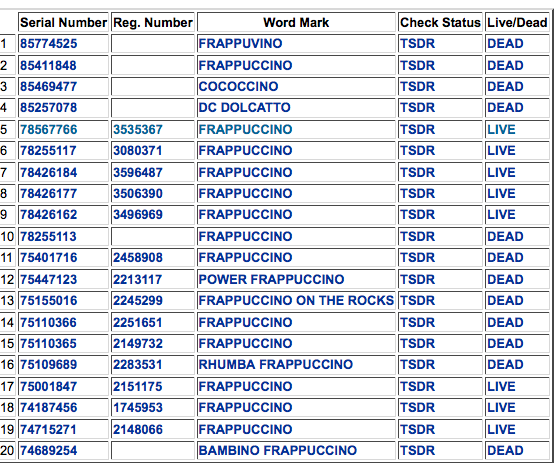 Serial Number Reg. Number Word Mark Check Status Live/Dead
1 85774525 FRAPPUVINO TSDR DEAD
2 85411848 FRAPPUCCINO TSDR DEAD
3 85469477 COCOCCINO TSDR DEAD
4 85257078 DC DOLCATTO TSDR DEAD
5 78567766 3535367 FRAPPUCCINO TSDR LIVE
6 78255117 3080371 FRAPPUCCINO TSDR LIVE
7 78426184 3596487 FRAPPUCCINO TSDR LIVE
8 78426177 3506390 FRAPPUCCINO TSDR LIVE
9 78426162 3496969 FRAPPUCCINO TSDR LIVE
10 78255113 FRAPPUCCINO TSDR DEAD
11 75401716 2458908 FRAPPUCCINO TSDR DEAD
12 75447123 2213117 POWER FRAPPUCCINO TSDR DEAD
13 75155016 2245299 FRAPPUCCINO ON THE ROCKS TSDR DEAD
14 75110366 2251651 FRAPPUCCINO TSDR DEAD
15 75110365 2149732 FRAPPUCCINO TSDR DEAD
16 75109689 2283531 RHUMBA FRAPPUCCINO TSDR DEAD
17 75001847 2151175 FRAPPUCCINO TSDR LIVE
18 74187456 1745953 FRAPPUCCINO TSDR LIVE
19 74715271 2148066 FRAPPUCCINO TSDR LIVE
20 74689254 BAMBINO FRAPPUCCINO TSDR DEAD